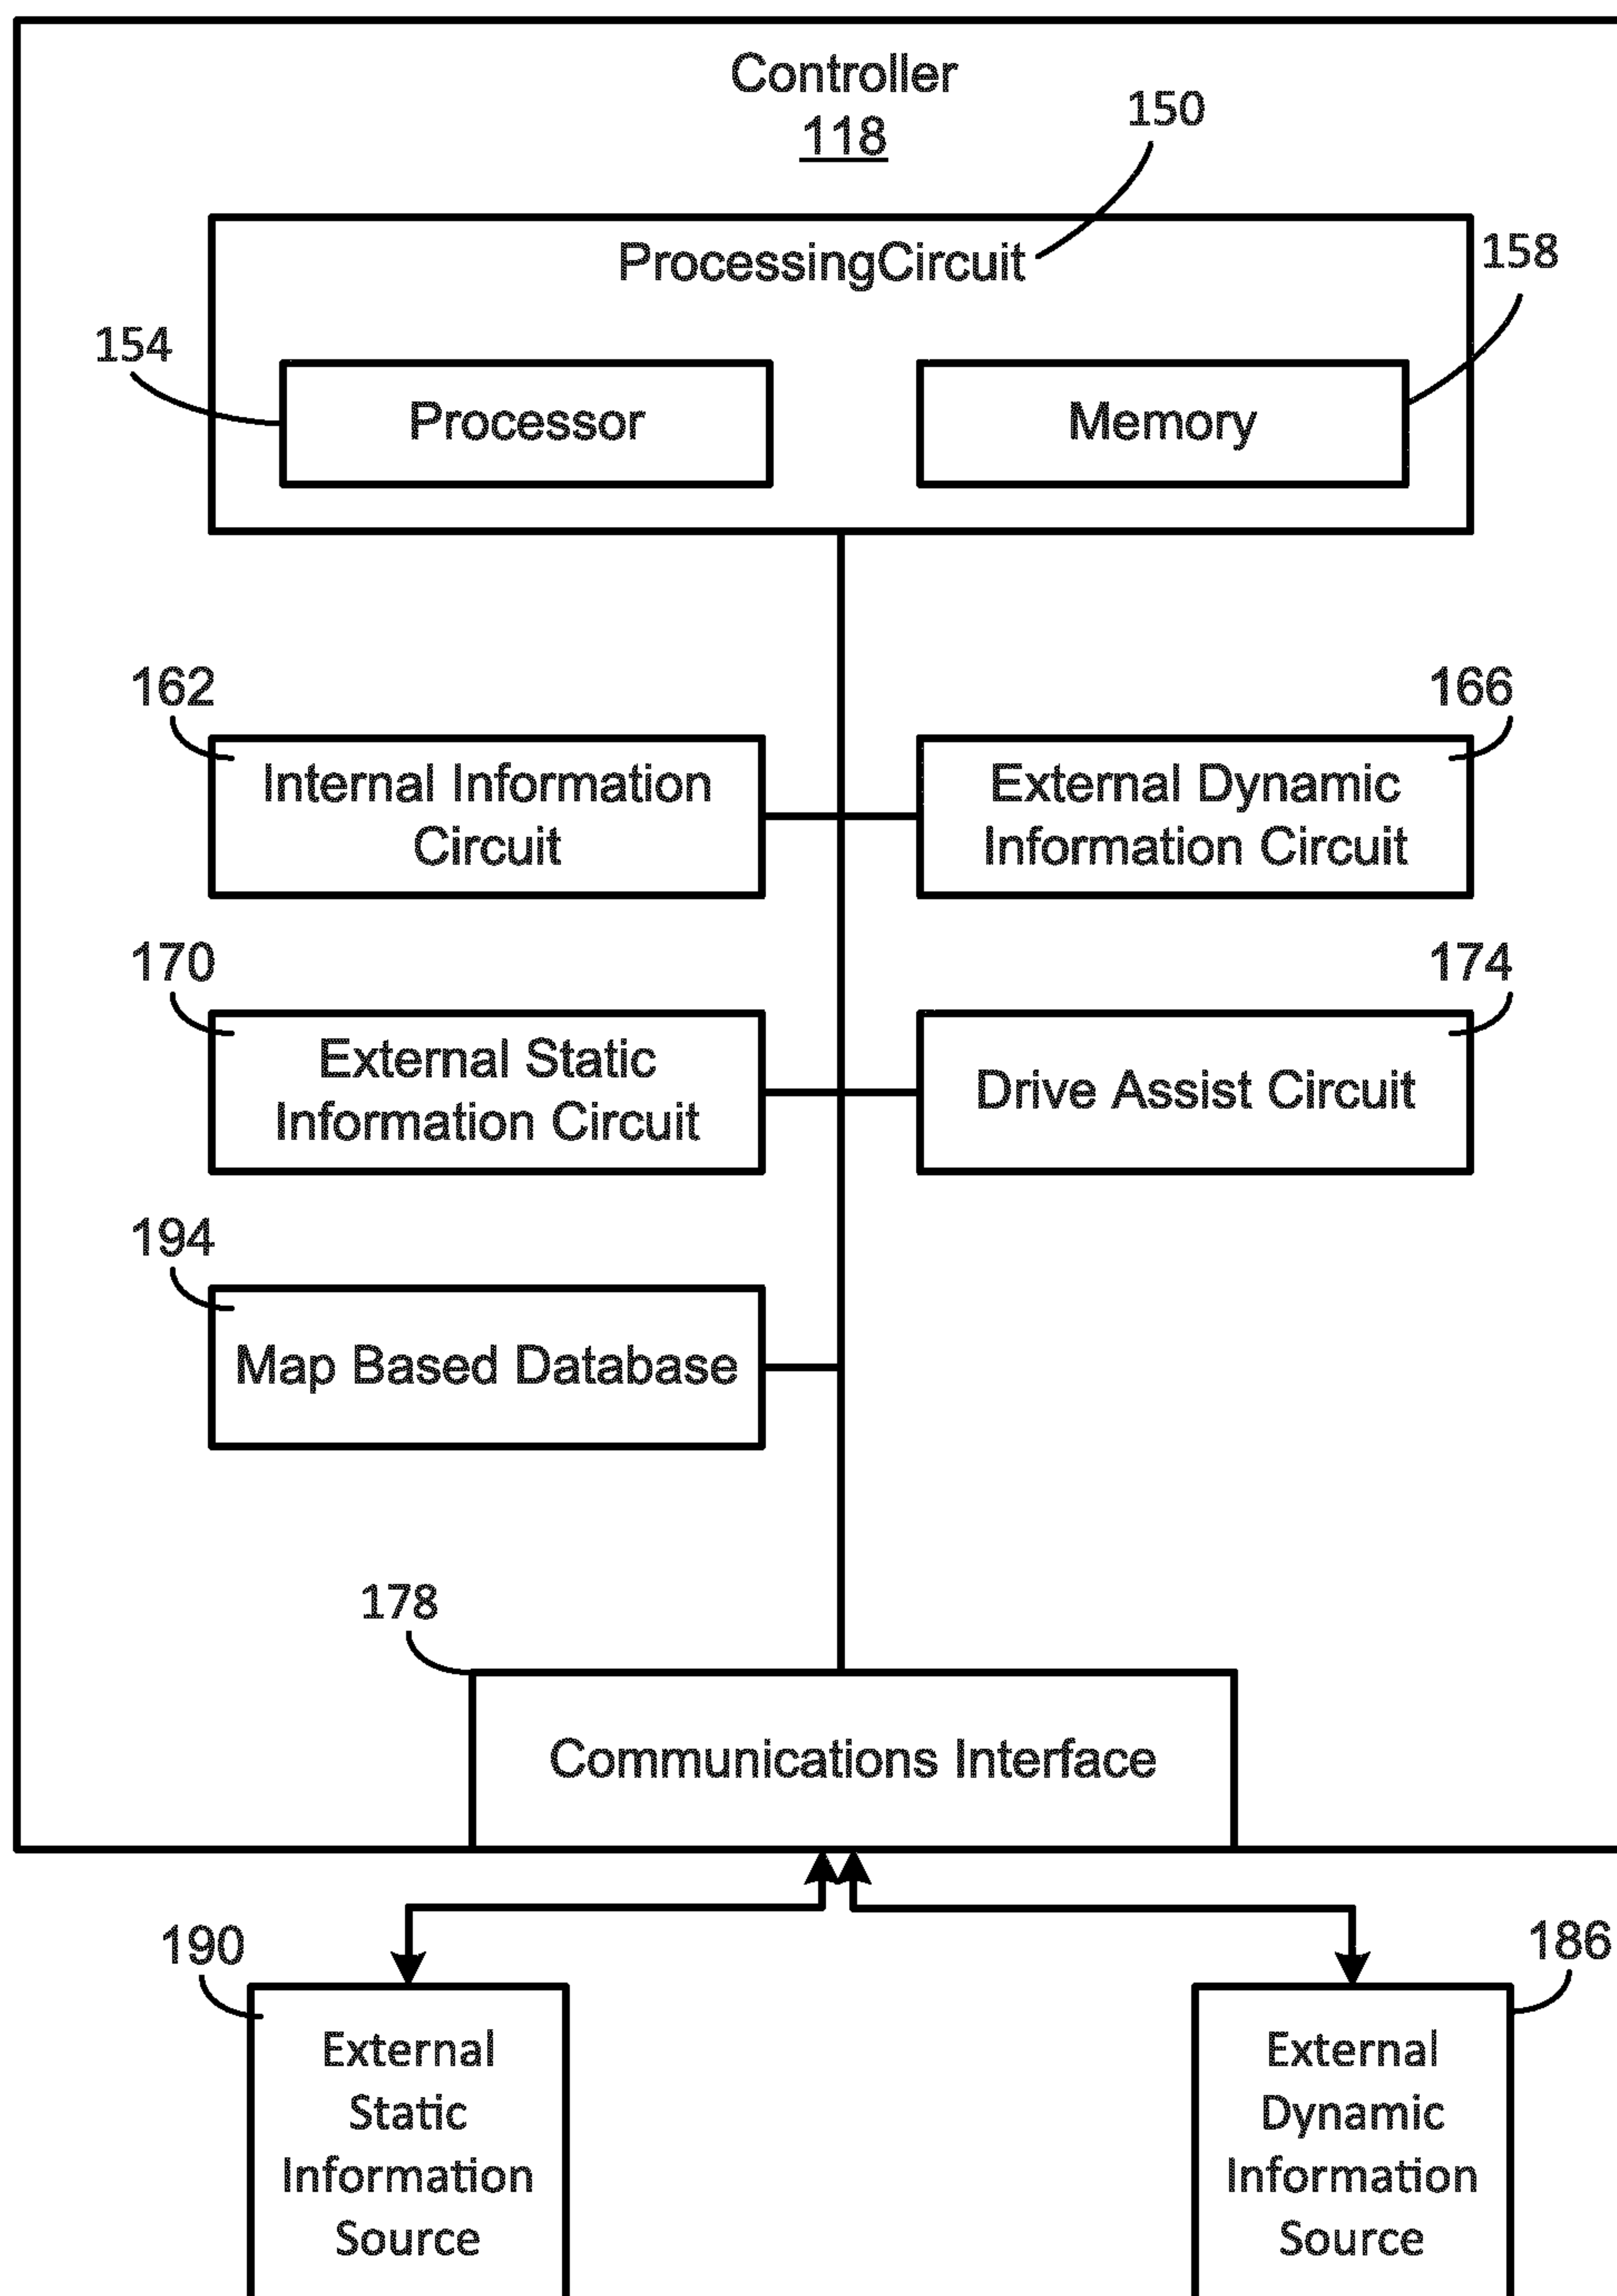 Controller
118
150
ProcessingCircuit
158
154
Processor
Memory
162
166
Internal Information
Circuit
External Dynamic
Information Circuit
170
174
External Static
Information Circuit
Drive Assist Circuit
194
Map Based Database
178
Communications Interface
190
186
External
Static
Information
Source
External
Dynamic
Information
Source